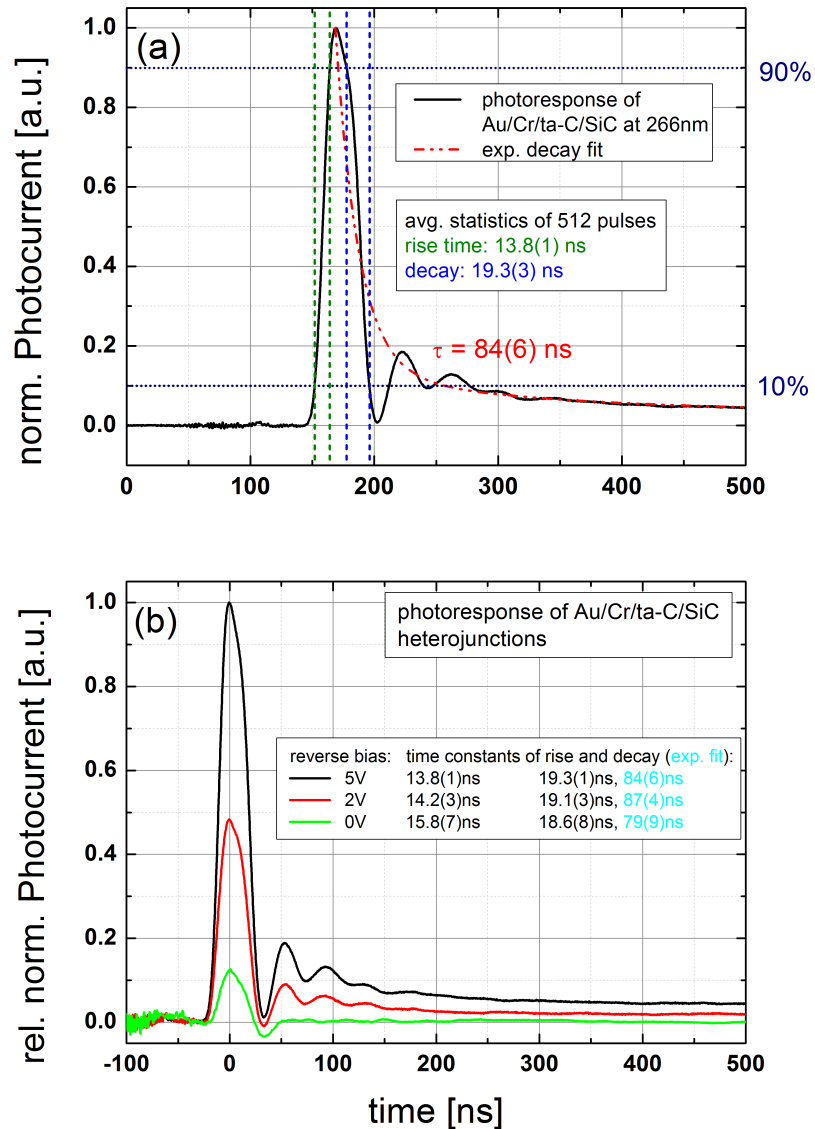 (a)
norm. Photocurrent [a.u.]
1.0
0.8
0.6
0.4
0.2
0.0
90%
10%
photoresponse of
Au/Cr/ta-C/SiC at 266nm
exp. decay fit
avg. statistics of 512 pulses
rise time: 13.8(1) ns
decay: 19.3(3) ns
τ = 84(6) ns
0 100 200 300 400 500
(b)
rel. norm. Photocurrent [a.u.]
1.0
0.8
0.6
0.4
0.2
0.0
photoresponse of Au/Cr/ta-C/SiC
heterojunctions
reverse bias: time constants of rise and decay (exp. fit):
5V 13.8(1)ns 19.3(1)ns, 84(6)ns
2V 14.2(3)ns 19.1(3)ns, 87(4)ns
0V 15.8(7)ns 18.6(8)ns, 79(9)ns
-100 0 100 200 300 400 500
time [ns]